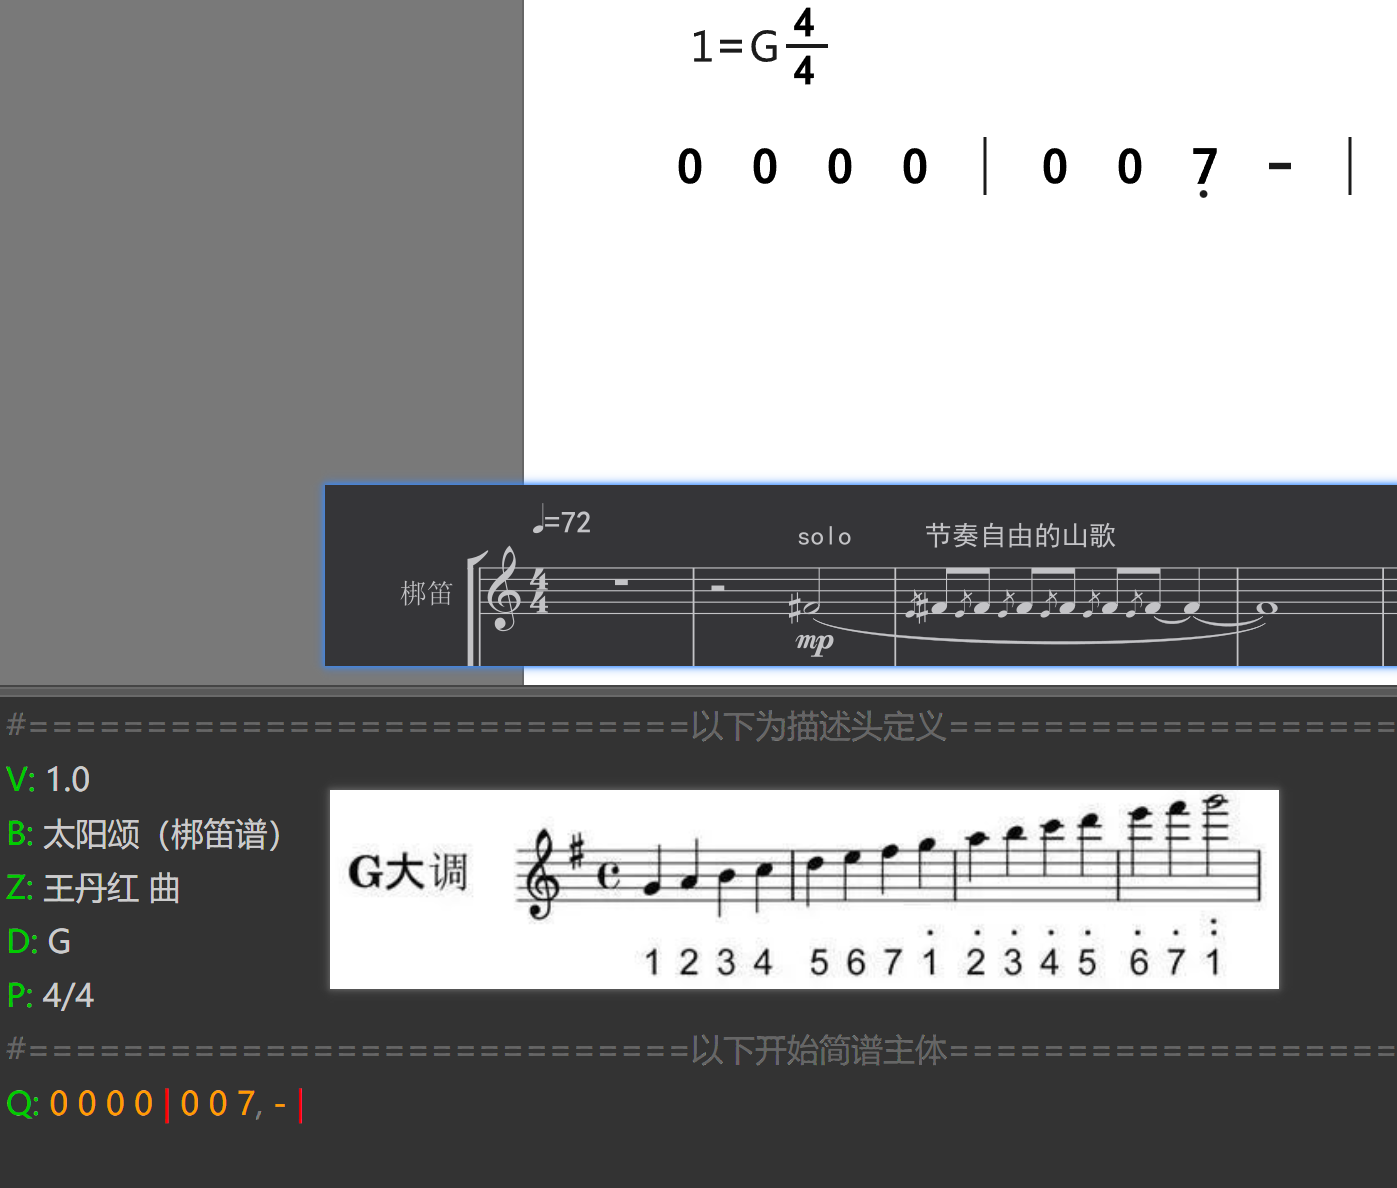 1=G 4/4
0 0 0 0 | 0 0 7̣ - |
♩=72
solo
节奏自由的山歌
梆笛
4/4
mp
#============================以下为描述头定义===================
V: 1.0
B: 太阳颂（梆笛谱）
Z: 王丹红 曲
D: G
P: 4/4
G大调
1 2 3 4 5 6 7 1̇ 2̇ 3̇ 4̇ 5̇ 6̇ 7̇ 1̈
#============================以下开始简谱主体===================
Q: 0 0 0 0 | 0 0 7, - |